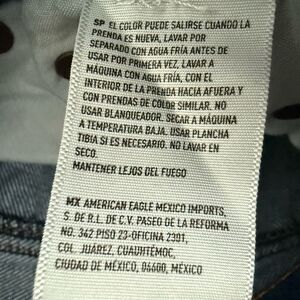 SP EL COLOR PUEDE SALIRSE CUANDO LA
PRENDA ES NUEVA, LAVAR POR
SEPARADO CON AGUA FRÍA ANTES DE
USAR POR PRIMERA VEZ, LAVAR A
MÁQUINA CON AGUA FRÍA, CON EL
INTERIOR DE LA PRENDA HACIA AFUERA Y
CON PRENDAS DE COLOR SIMILAR. NO
USAR BLANQUEADOR. SECAR A MÁQUINA
A TEMPERATURA BAJA. USAR PLANCHA
TIBIA SI ES NECESARIO. NO LAVAR EN
SECO.
MANTENER LEJOS DEL FUEGO
MX AMERICAN EAGLE MEXICO IMPORTS,
S. DE R.L. DE C.V. PASEO DE LA REFORMA
NO. 342 PISO 23-OFICINA 2301,
COL. JUÁREZ, CUAUHTÉMOC,
CIUDAD DE MÉXICO, 06600, MÉXICO